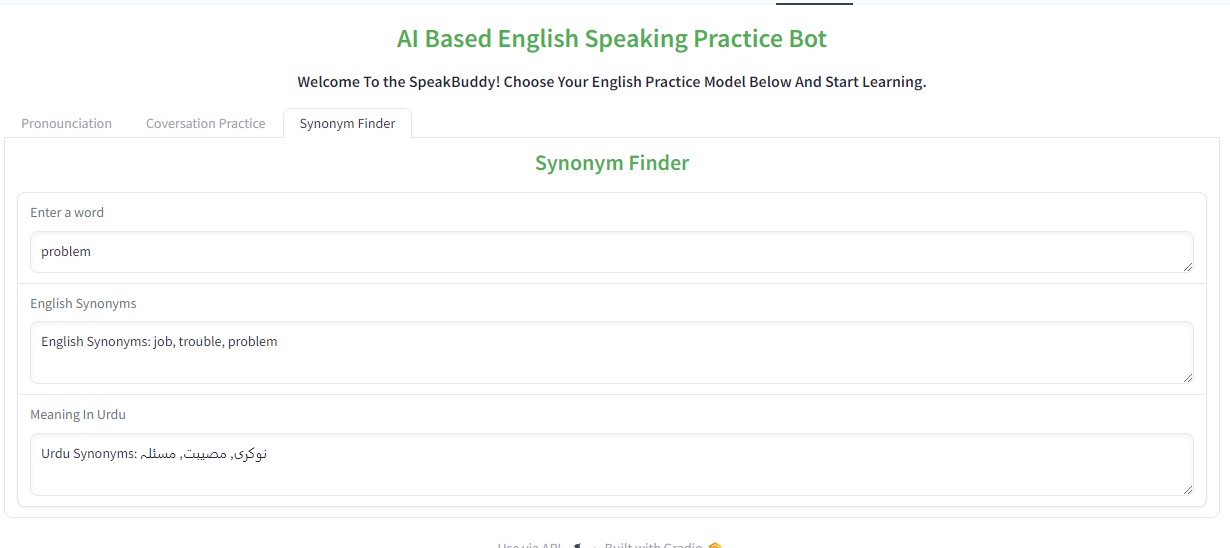 AI Based English Speaking Practice Bot
Welcome To the SpeakBuddy! Choose Your English Practice Model Below And Start Learning.
Pronounciation Coversation Practice Synonym Finder
Synonym Finder
Enter a word
problem
English Synonyms
English Synonyms: job, trouble, problem
Meaning In Urdu
Urdu Synonyms: نوکری, مصیبت, مسئلہ
Use via API · Built with Gradio